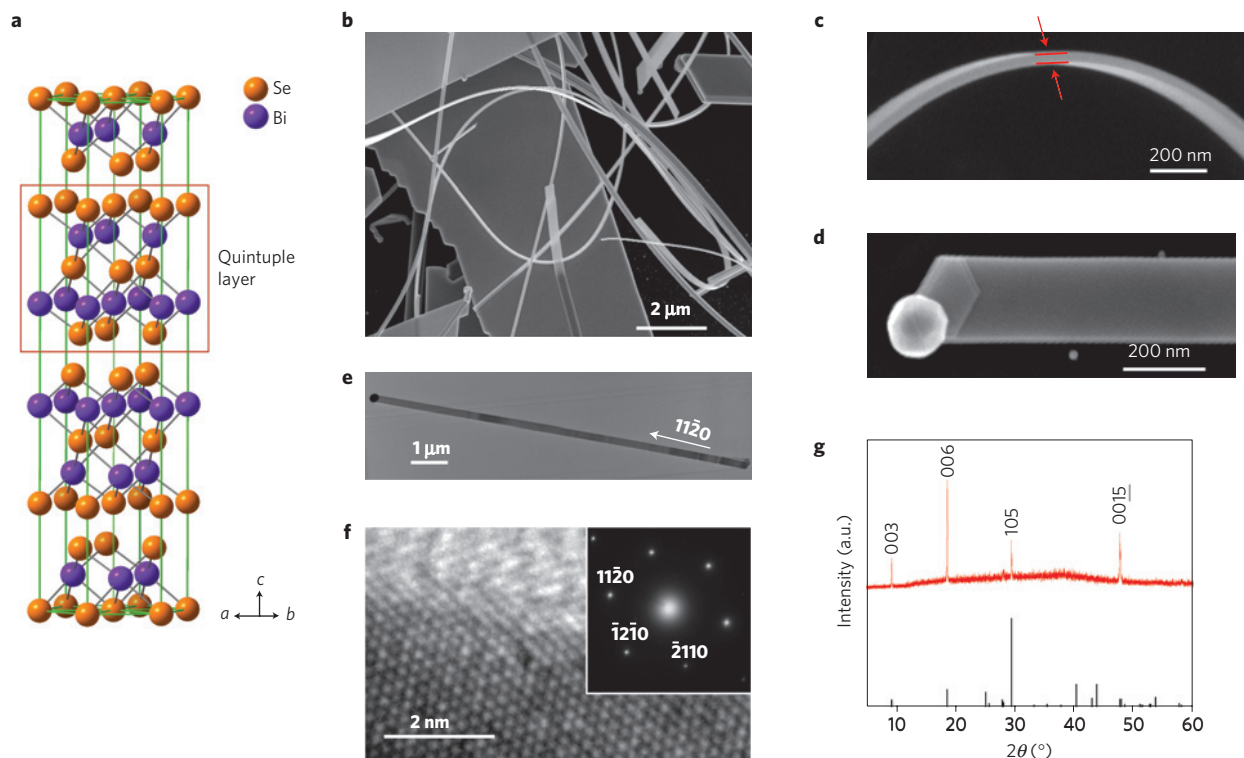 a
Se
Bi
Quintuple
layer
c
a
b
b
2 μm
c
200 nm
d
200 nm
e
1 μm
112̄0
f
112̄0
1̄21̄0
2̄110
2 nm
g
Intensity (a.u.)
003
006
105
0015
10
20
30
40
50
60
2θ (°)